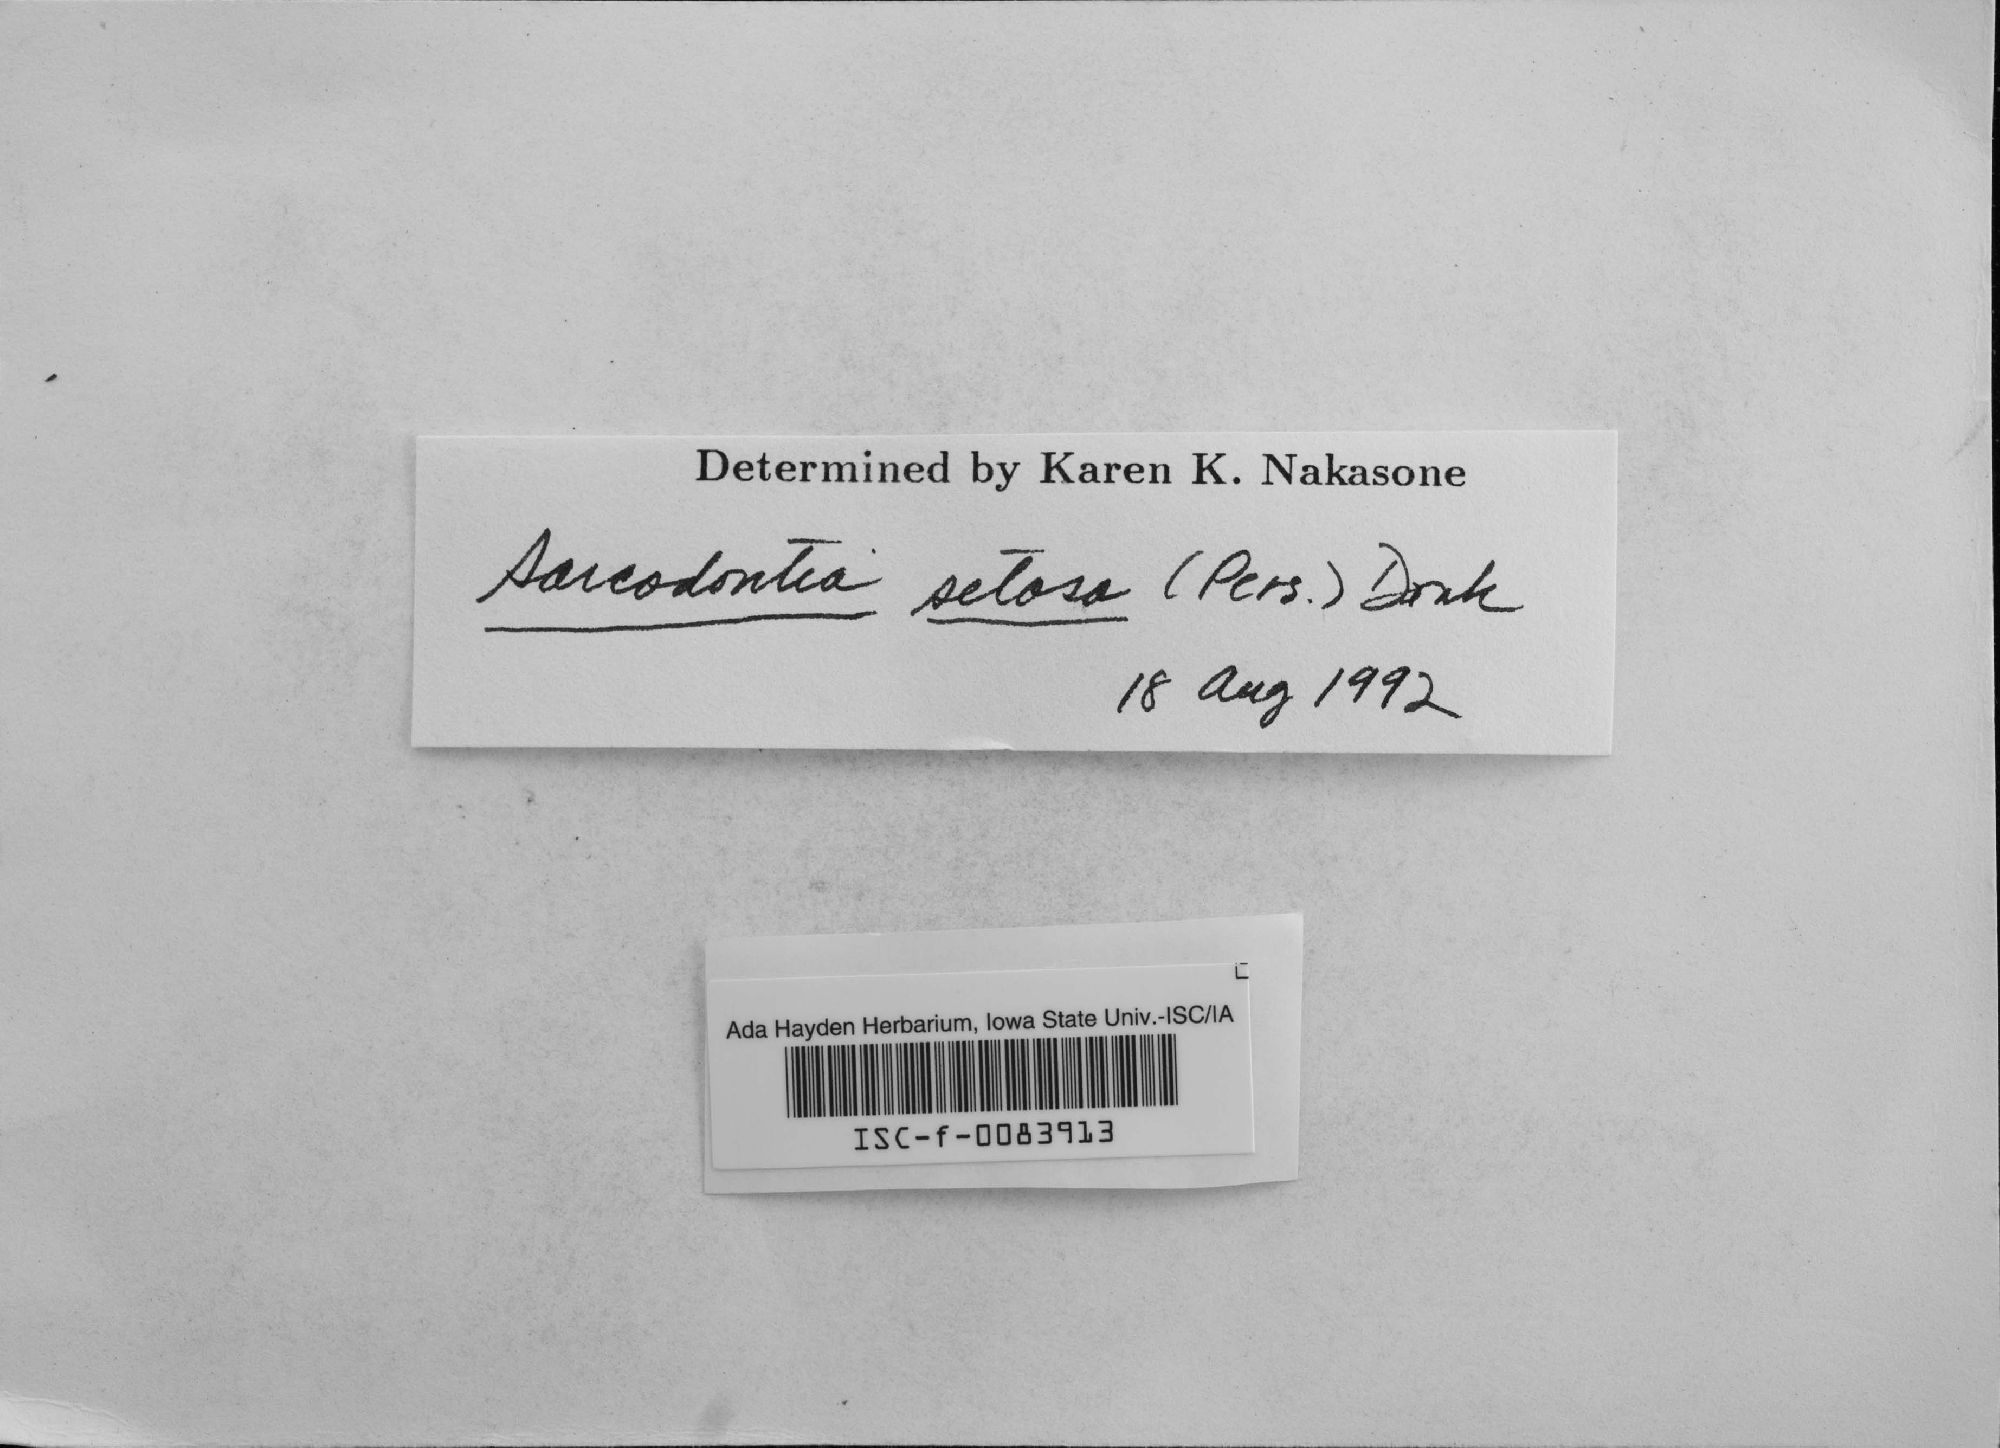 Determined by Karen K. Nakasone
Sarcodontia setosa (Pers.) Donk
18 Aug 1992
Ada Hayden Herbarium, Iowa State Univ.-ISC/IA
ISC-f-0083913